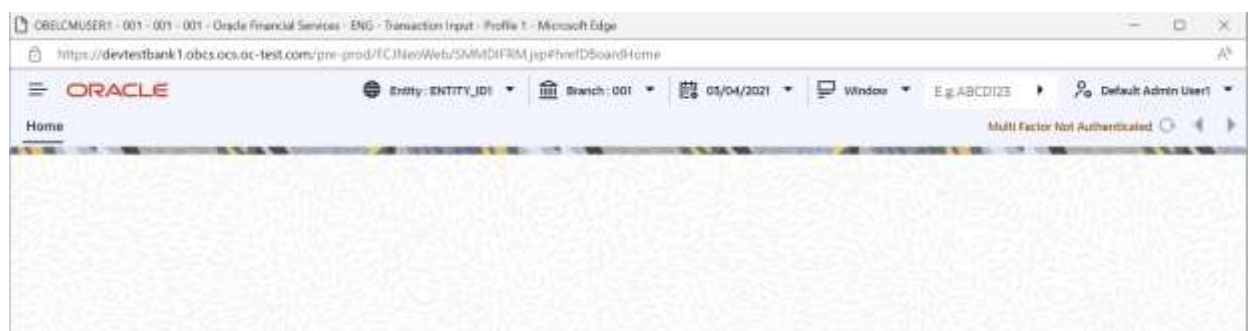 OBELCMUSER1 - 001 - 001 - 001 - Oracle Financial Services - ENG - Transaction Input - Profile 1 - Microsoft Edge
https://devtestbank1.obcs.ocs.oc-test.com/pre-prod/FCJNeoWeb/SMMDIFRM.jsp#hrefDBoardHome
ORACLE Entity : ENTITY_ID1 Branch : 001 03/04/2021 Window E.g.ABCD123 Default Admin User1
Home Multi Factor Not Authenticated